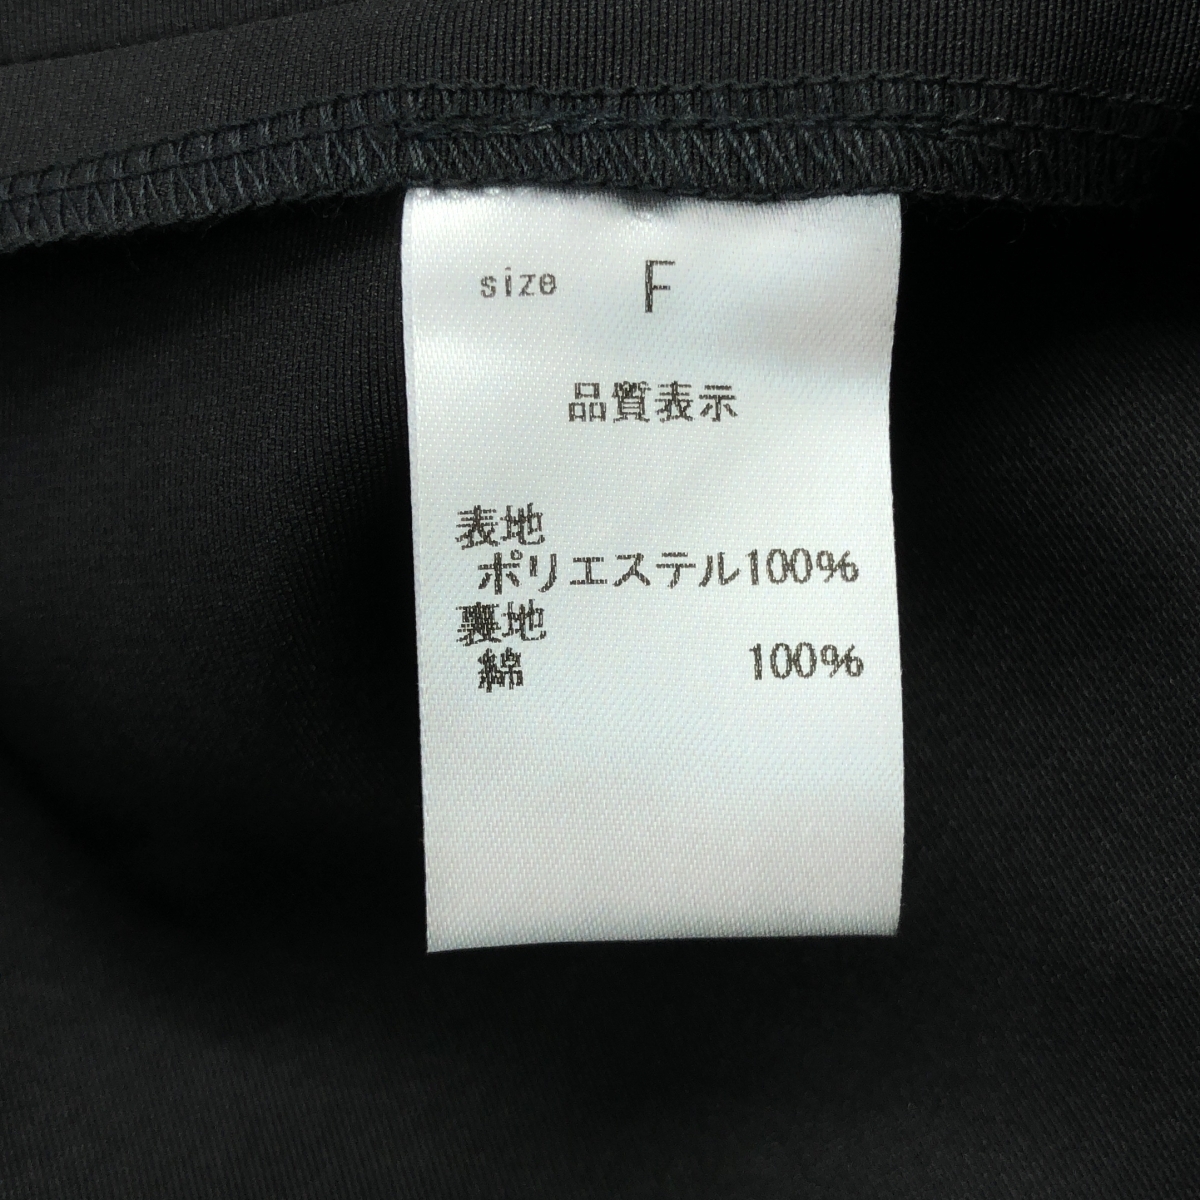 size F
品質表示
表地
ポリエステル100%
裏地
綿 100%